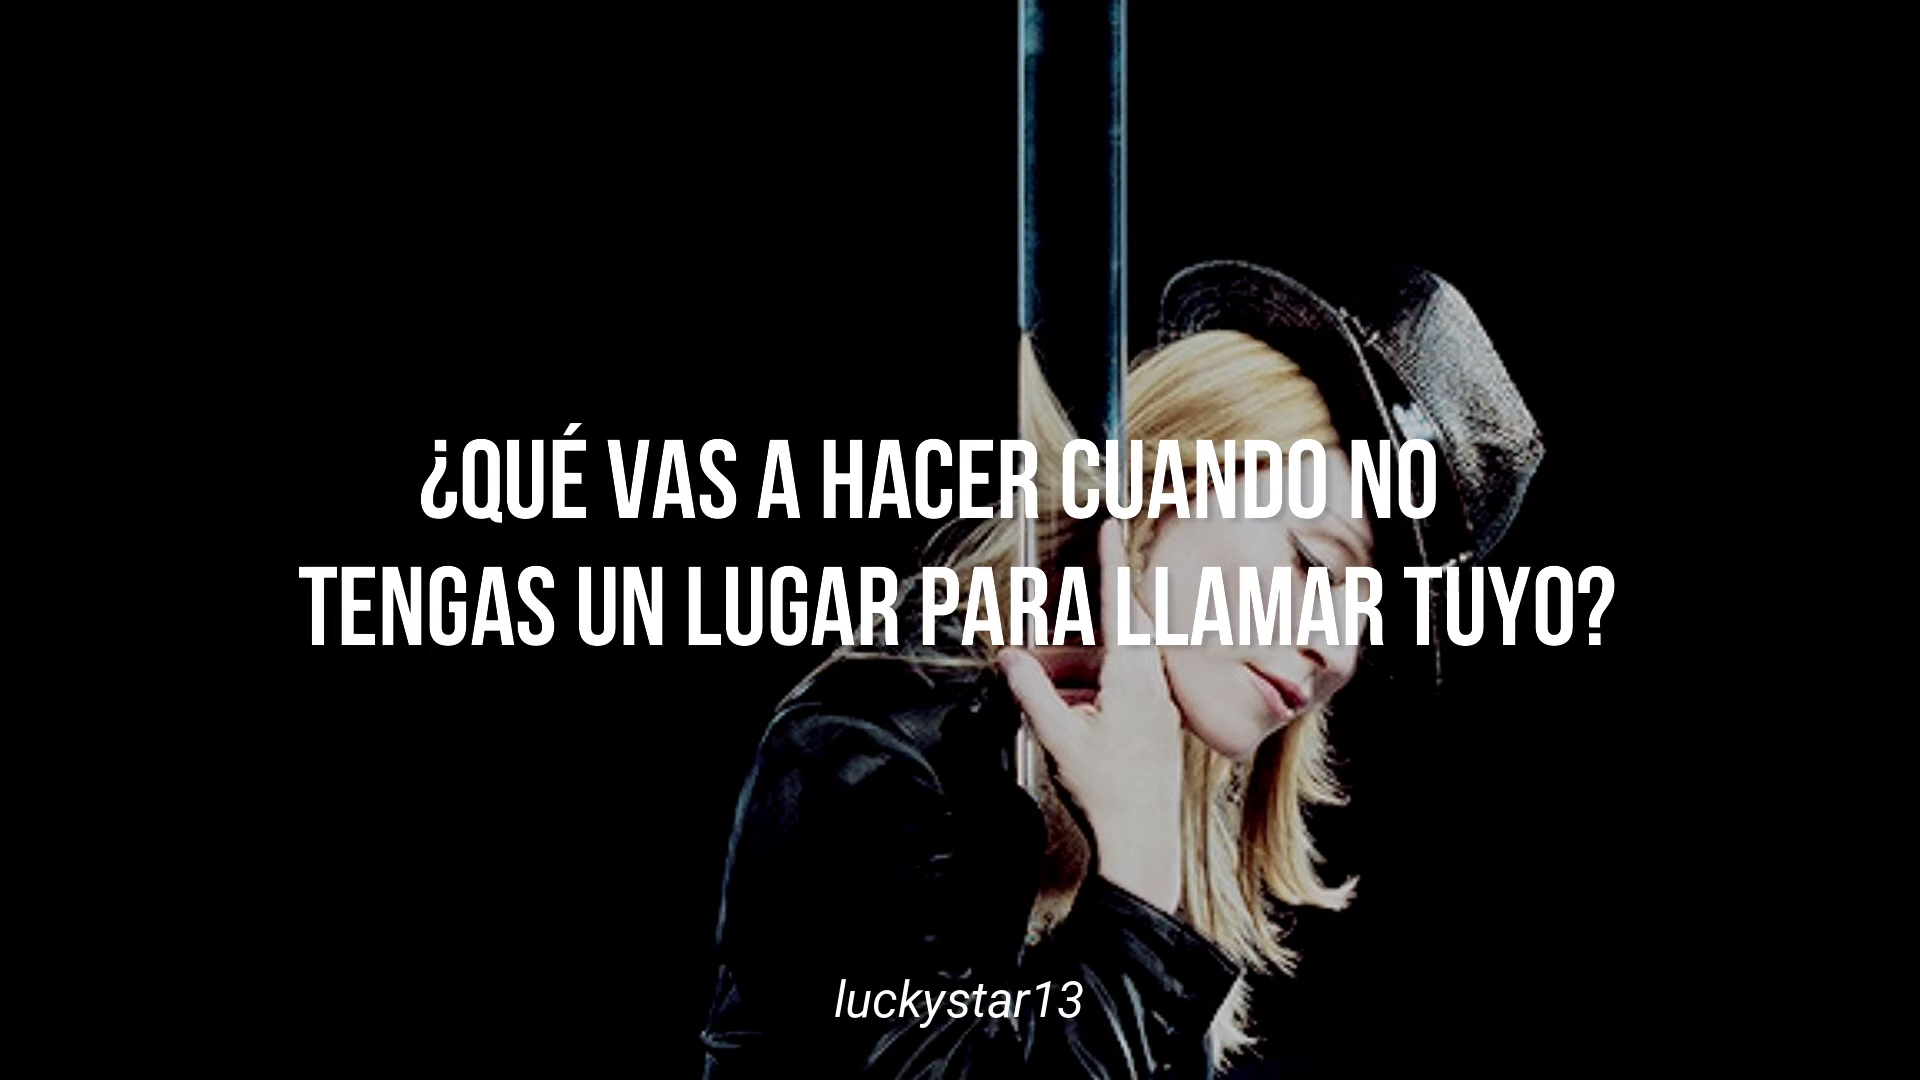 ¿QUÉ VAS A HACER CUANDO NO
TENGAS UN LUGAR PARA LLAMAR TUYO?
luckystar13